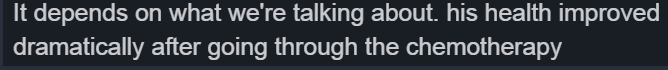 It depends on what we're talking about. his health improved
dramatically after going through the chemotherapy